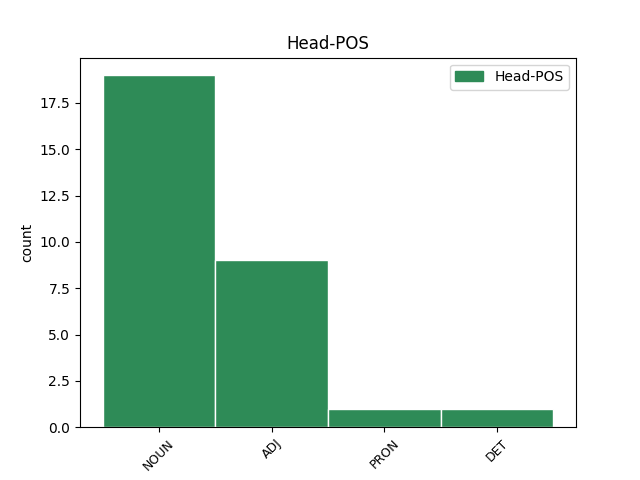 Head-POS
Head-POS
17.5
15.0
12.5
10.0
7.5
5.0
2.5
0.0
count
NOUN
ADJ
PRON
DET